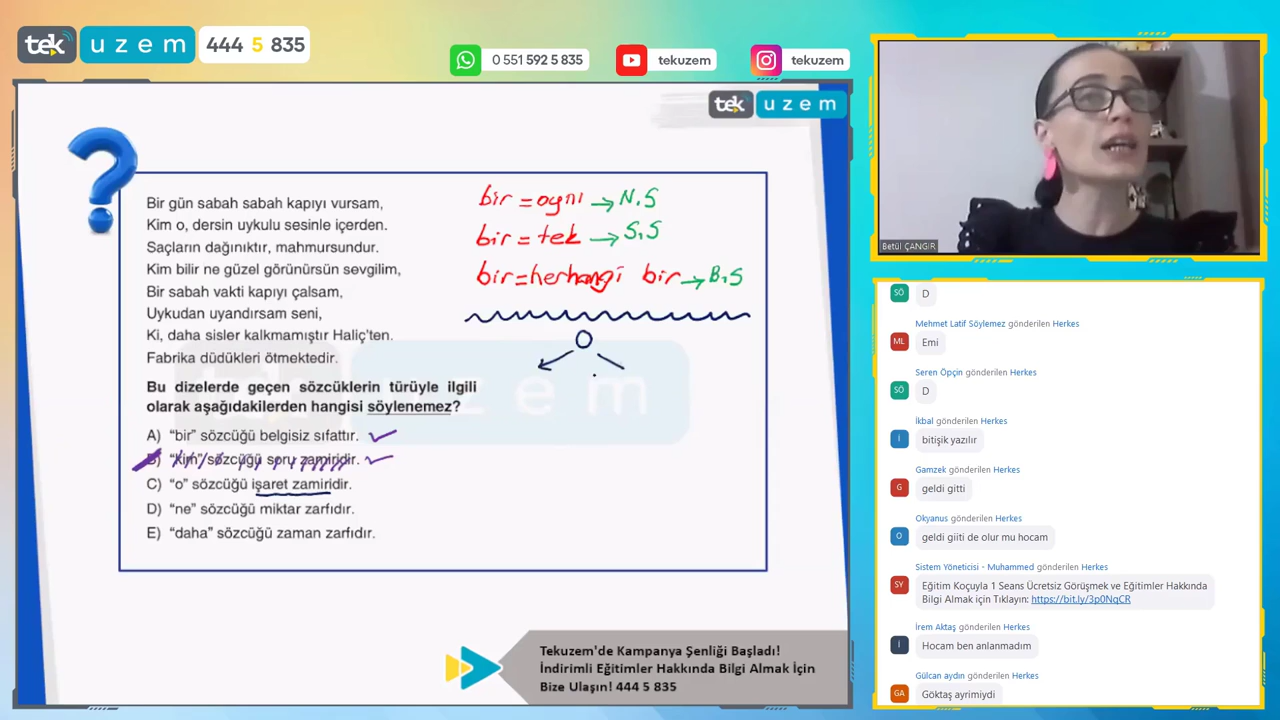 tek uzem 444 5 835
0 551 592 5 835 tekuzem tekuzem
tek uzem
Bir gün sabah sabah kapıyı vursam,
Kim o, dersin uykulu sesinle içerden.
Saçların dağınıktır, mahmursundur.
Kim bilir ne güzel görünürsün sevgilim,
Bir sabah vakti kapıyı çalsam,
Uykudan uyandırsam seni,
Ki, daha sisler kalkmamıştır Haliç'ten.
Fabrika düdükleri ötmektedir.
Bu dizelerde geçen sözcüklerin türüyle ilgili
olarak aşağıdakilerden hangisi söylenemez?
A) “bir” sözcüğü belgisiz sıfattır.
B) “kim” sözcüğü soru zamiridir.
C) “o” sözcüğü işaret zamiridir.
D) “ne” sözcüğü miktar zarfıdır.
E) “daha” sözcüğü zaman zarfıdır.
bir = aynı → N.S
bir = tek → S.S
bir = herhangi bir → B.S
O
uzem
Tekuzem'de Kampanya Şenliği Başladı!
İndirimli Eğitimler Hakkında Bilgi Almak İçin
Bize Ulaşın! 444 5 835
Betül ÇANGIR
SÖ D
Mehmet Latif Söylemez gönderilen Herkes
ML Emi
Seren Öpçin gönderilen Herkes
SÖ D
İkbal gönderilen Herkes
İ bitişik yazılır
Gamzek gönderilen Herkes
G geldi gitti
Okyanus gönderilen Herkes
O geldi giiti de olur mu hocam
Sistem Yöneticisi - Muhammed gönderilen Herkes
SY Eğitim Koçuyla 1 Seans Ücretsiz Görüşmek ve Eğitimler Hakkında
Bilgi Almak için Tıklayın: https://bit.ly/3p0NqCR
İrem Aktaş gönderilen Herkes
İ Hocam ben anlanmadım
Gülcan aydın gönderilen Herkes
GA Göktaş ayrimiydi